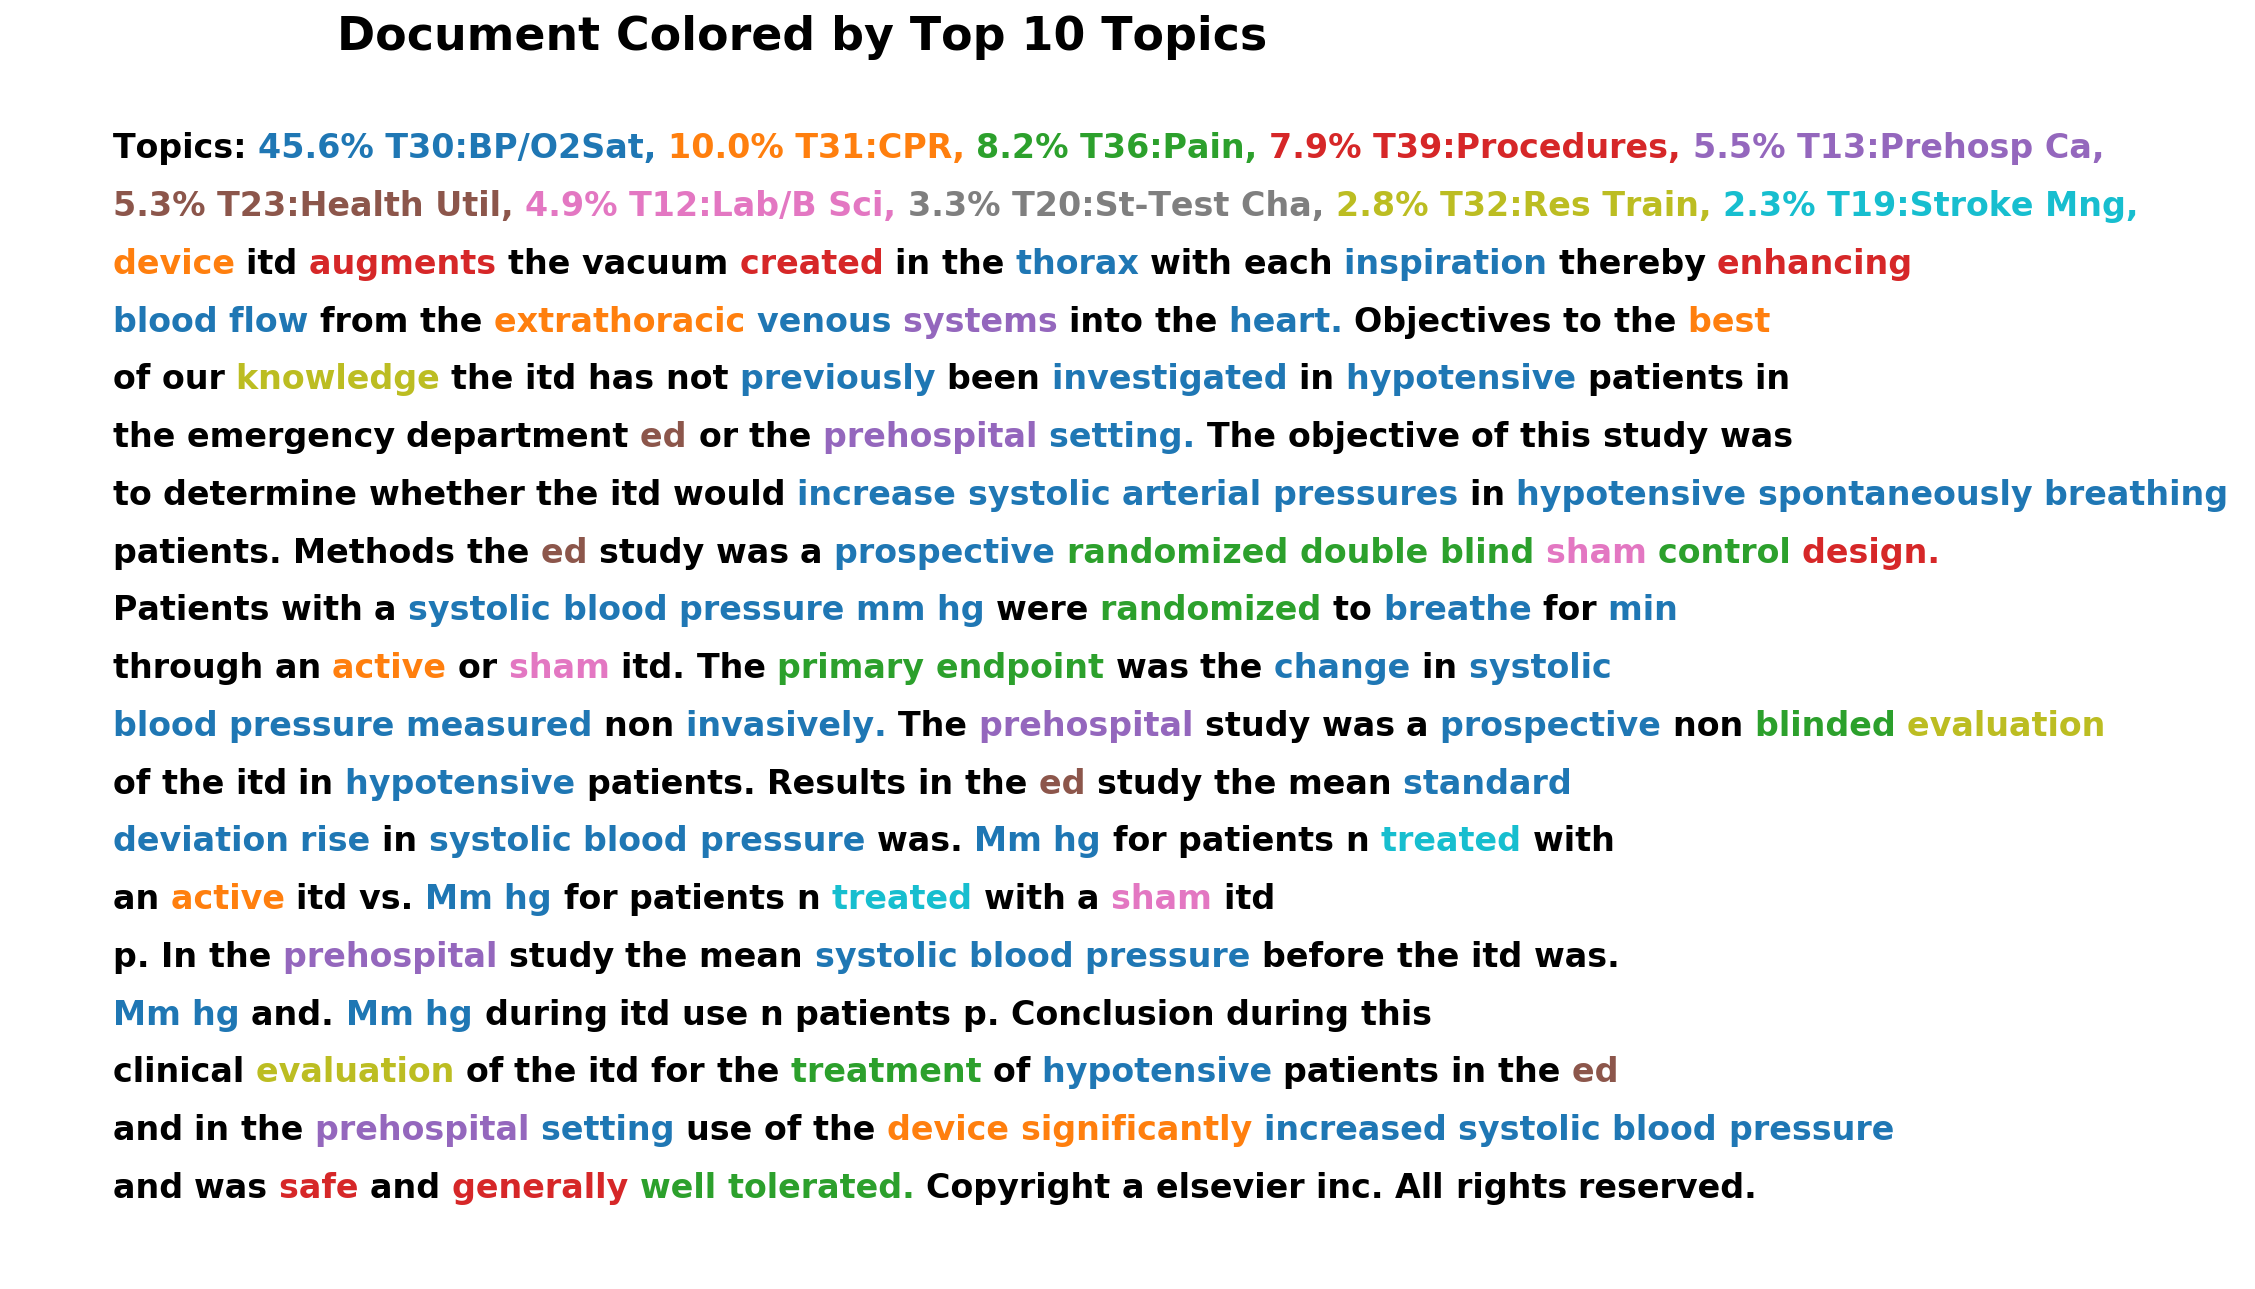 Document Colored by Top 10 Topics
Topics: 45.6% T30:BP/O2Sat, 10.0% T31:CPR, 8.2% T36:Pain, 7.9% T39:Procedures, 5.5% T13:Prehosp Ca,
5.3% T23:Health Util, 4.9% T12:Lab/B Sci, 3.3% T20:St-Test Cha, 2.8% T32:Res Train, 2.3% T19:Stroke Mng,
device itd augments the vacuum created in the thorax with each inspiration thereby enhancing
blood flow from the extrathoracic venous systems into the heart. Objectives to the best
of our knowledge the itd has not previously been investigated in hypotensive patients in
the emergency department ed or the prehospital setting. The objective of this study was
to determine whether the itd would increase systolic arterial pressures in hypotensive spontaneously breathing
patients. Methods the ed study was a prospective randomized double blind sham control design.
Patients with a systolic blood pressure mm hg were randomized to breathe for min
through an active or sham itd. The primary endpoint was the change in systolic
blood pressure measured non invasively. The prehospital study was a prospective non blinded evaluation
of the itd in hypotensive patients. Results in the ed study the mean standard
deviation rise in systolic blood pressure was. Mm hg for patients n treated with
an active itd vs. Mm hg for patients n treated with a sham itd
p. In the prehospital study the mean systolic blood pressure before the itd was.
Mm hg and. Mm hg during itd use n patients p. Conclusion during this
clinical evaluation of the itd for the treatment of hypotensive patients in the ed
and in the prehospital setting use of the device significantly increased systolic blood pressure
and was safe and generally well tolerated. Copyright a elsevier inc. All rights reserved.